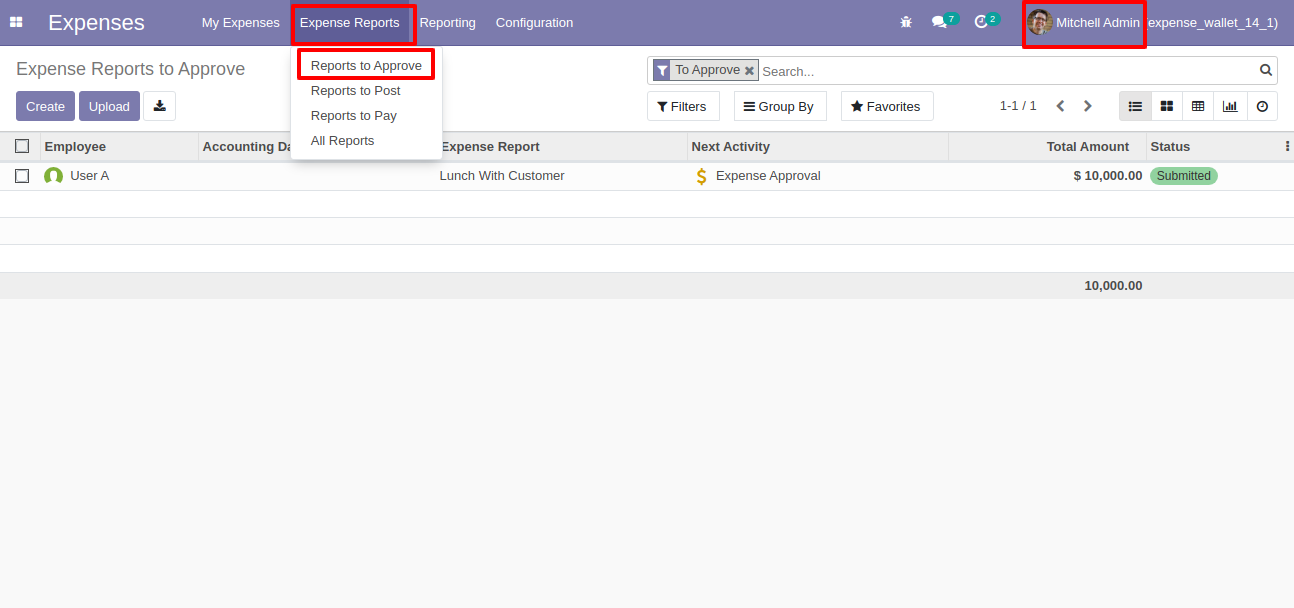 Expenses My Expenses Expense Reports Reporting Configuration 7 2 Mitchell Admin (expense_wallet_14_1)
Expense Reports to Approve Reports to Approve To Approve Search...
Reports to Post
Create Upload Filters Group By Favorites 1-1 / 1
Reports to Pay
All Reports
Employee Accounting Da Expense Report Next Activity Total Amount Status
User A Lunch With Customer Expense Approval $ 10,000.00 Submitted
10,000.00